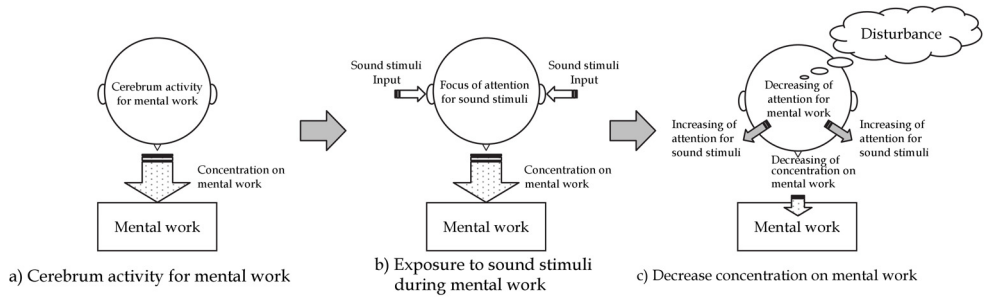 Cerebrum activity
for mental work
Concentration on
mental work
Mental work
a) Cerebrum activity for mental work
Sound stimuli
Input
Focus of attention
for sound stimuli
Sound stimuli
Input
Concentration on
mental work
Mental work
b) Exposure to sound stimuli
during mental work
Disturbance
Decreasing of
attention for
mental work
Increasing of
attention for
sound stimuli
Increasing of
attention for
sound stimuli
Decreasing of
concentration on
mental work
Mental work
c) Decrease concentration on mental work